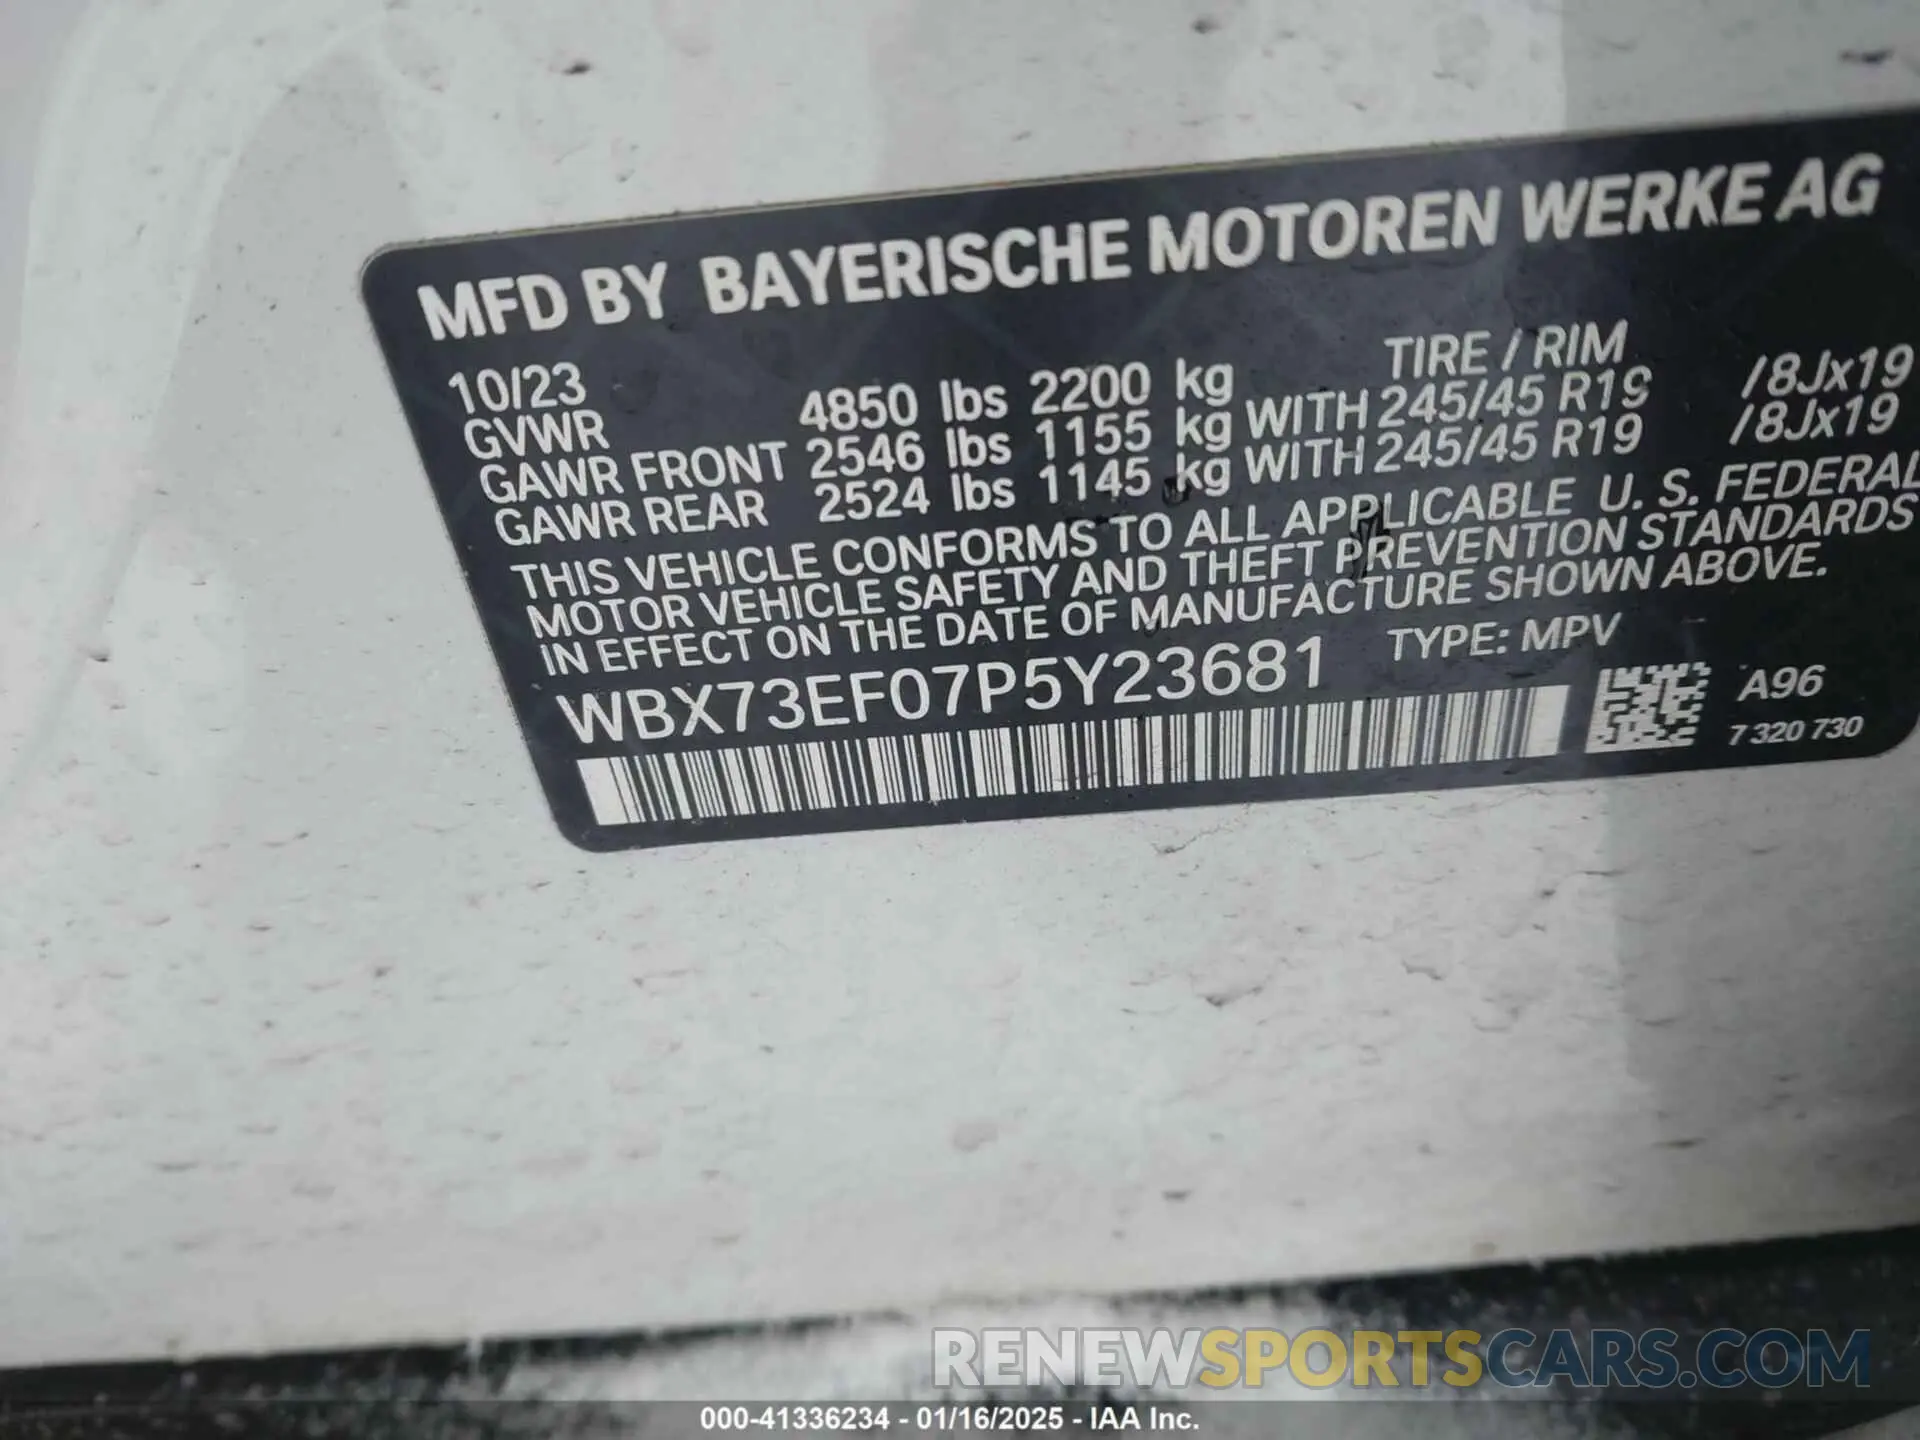 MFD BY BAYERISCHE MOTOREN WERKE AG
10/23 TIRE / RIM
GVWR 4850 lbs 2200 kg
GAWR FRONT 2546 lbs 1155 kg WITH 245/45 R19 /8Jx19
GAWR REAR 2524 lbs 1145 kg WITH 245/45 R19 /8Jx19
THIS VEHICLE CONFORMS TO ALL APPLICABLE U. S. FEDERAL
MOTOR VEHICLE SAFETY AND THEFT PREVENTION STANDARDS
IN EFFECT ON THE DATE OF MANUFACTURE SHOWN ABOVE.
WBX73EF07P5Y23681 TYPE: MPV
A96
7 320 730
RENEWSPORTSCARS.COM
000-41336234 - 01/16/2025 - IAA Inc.